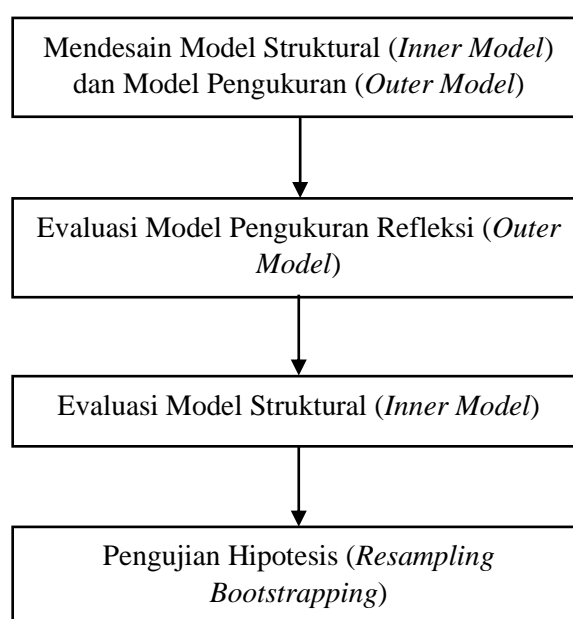 Mendesain Model Struktural (Inner Model)
dan Model Pengukuran (Outer Model)
Evaluasi Model Pengukuran Refleksi (Outer
Model)
Evaluasi Model Struktural (Inner Model)
Pengujian Hipotesis (Resampling
Bootstrapping)